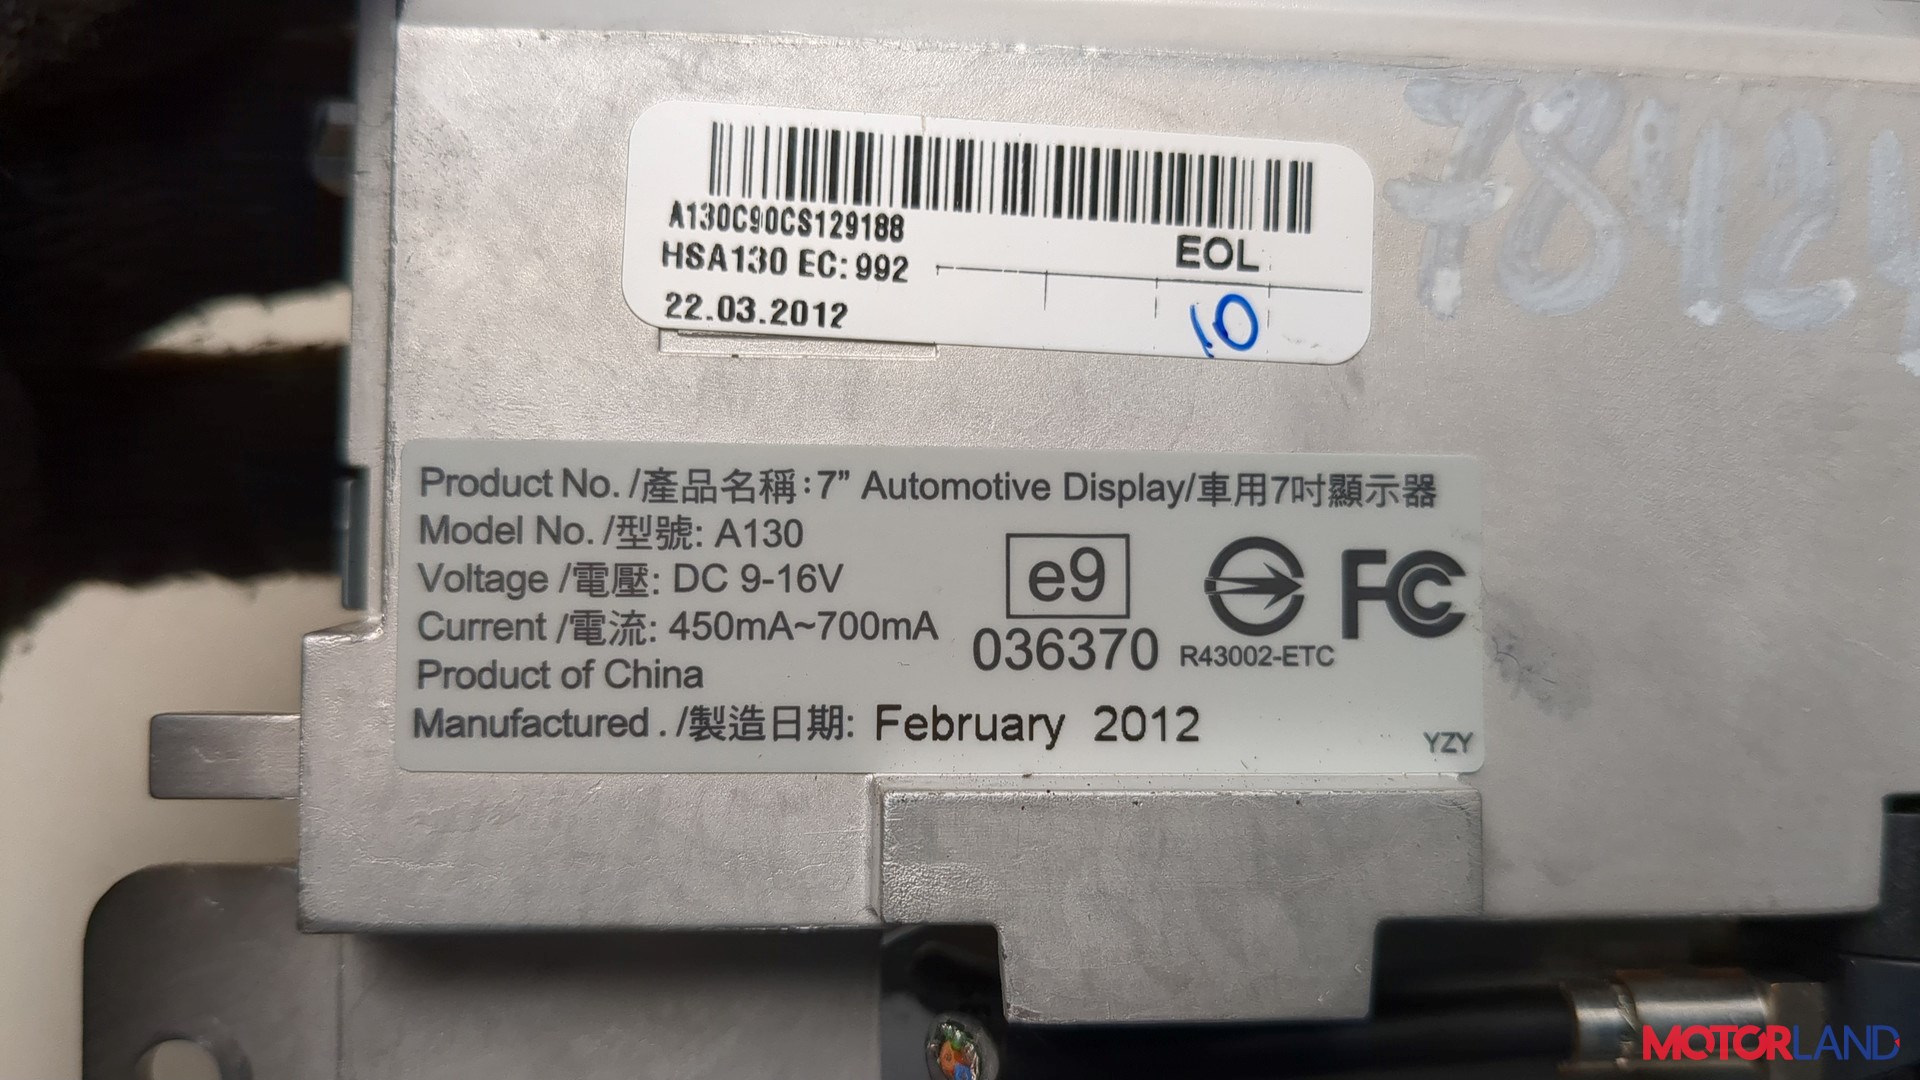 A130C90CS129188
HSA130 EC: 992
EOL
22.03.2012
10
Product No. /產品名稱:7” Automotive Display/車用7吋顯示器
Model No. /型號: A130
Voltage /電壓: DC 9-16V
Current /電流: 450mA~700mA
Product of China
Manufactured . /製造日期: February 2012
e9
036370
R43002-ETC
FC
YZY
MOTORLAND